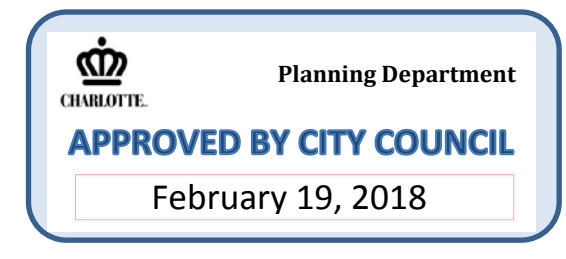 Planning Department
CHARLOTTE.
APPROVED BY CITY COUNCIL
February 19, 2018